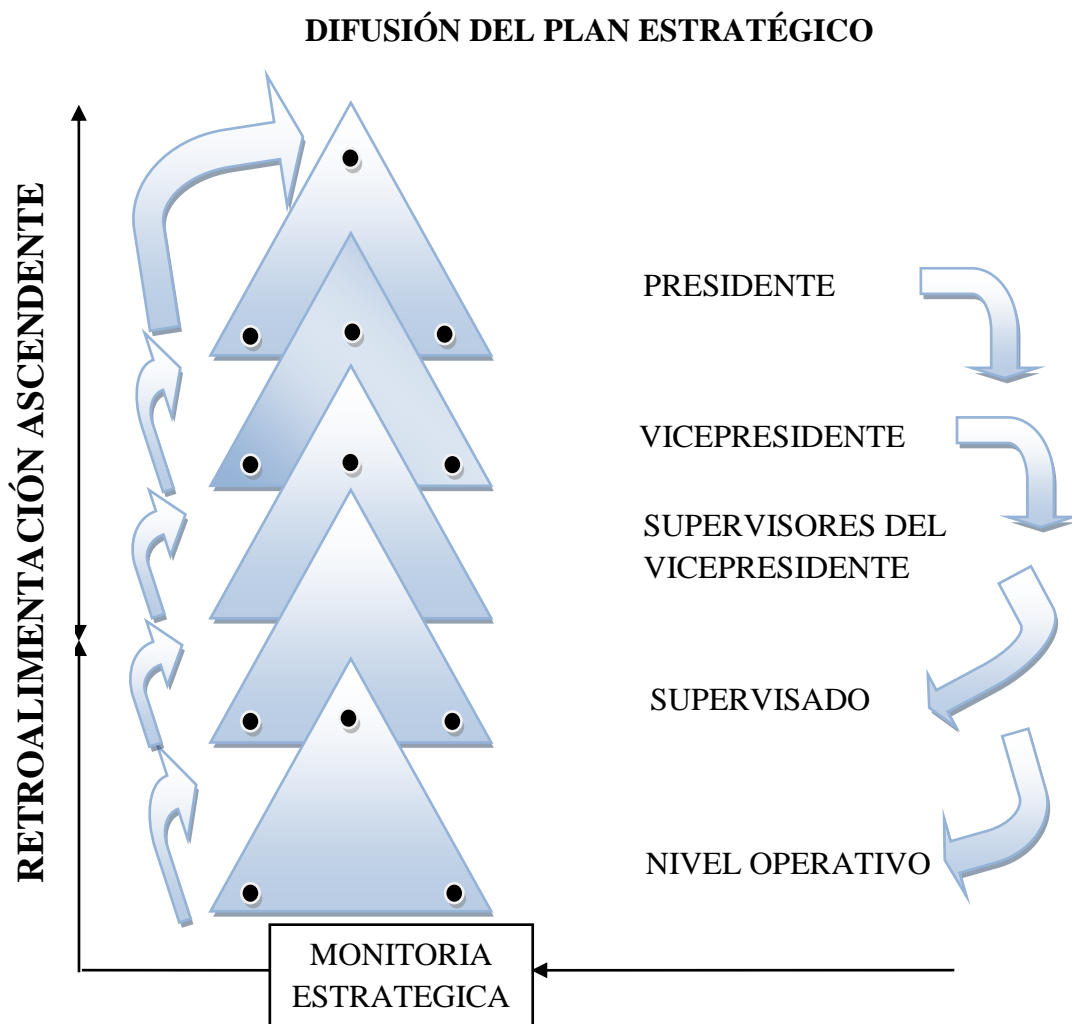 DIFUSIÓN DEL PLAN ESTRATÉGICO
RETROALIMENTACIÓN ASCENDENTE
PRESIDENTE
VICEPRESIDENTE
SUPERVISORES DEL
VICEPRESIDENTE
SUPERVISADO
NIVEL OPERATIVO
MONITORIA
ESTRATEGICA